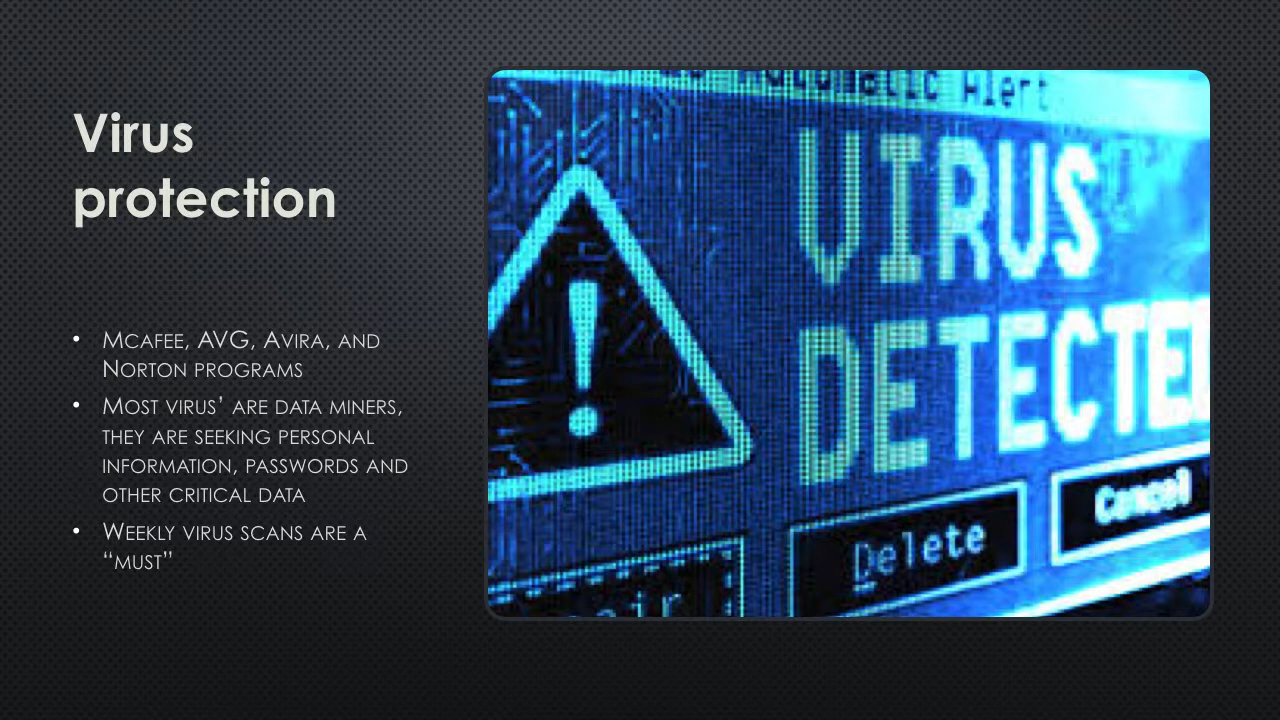 Virus
protection
• Mcafee, AVG, Avira, and
Norton programs
• Most virus’ are data miners,
they are seeking personal
information, passwords and
other critical data
• Weekly virus scans are a
“must”
Automatic Alert
VIRUS
DETECTED
Delete
Cancel